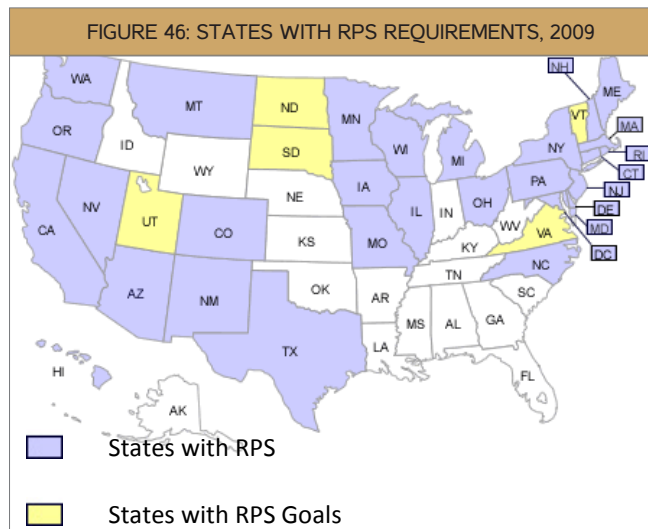 FIGURE 46: STATES WITH RPS REQUIREMENTS, 2009
NH
WA
ME
MT
ND
MN
VT
OR
MA
ID
SD
WI
NY
WY
MI
RI
CT
IA
PA
NE
NJ
NV
OH
UT
IL
IN
DE
CA
CO
WV
MD
KS
MO
VA
KY
DC
NC
TN
AZ
NM
OK
AR
SC
MS
AL
GA
TX
LA
HI
FL
AK
States with RPS
States with RPS Goals